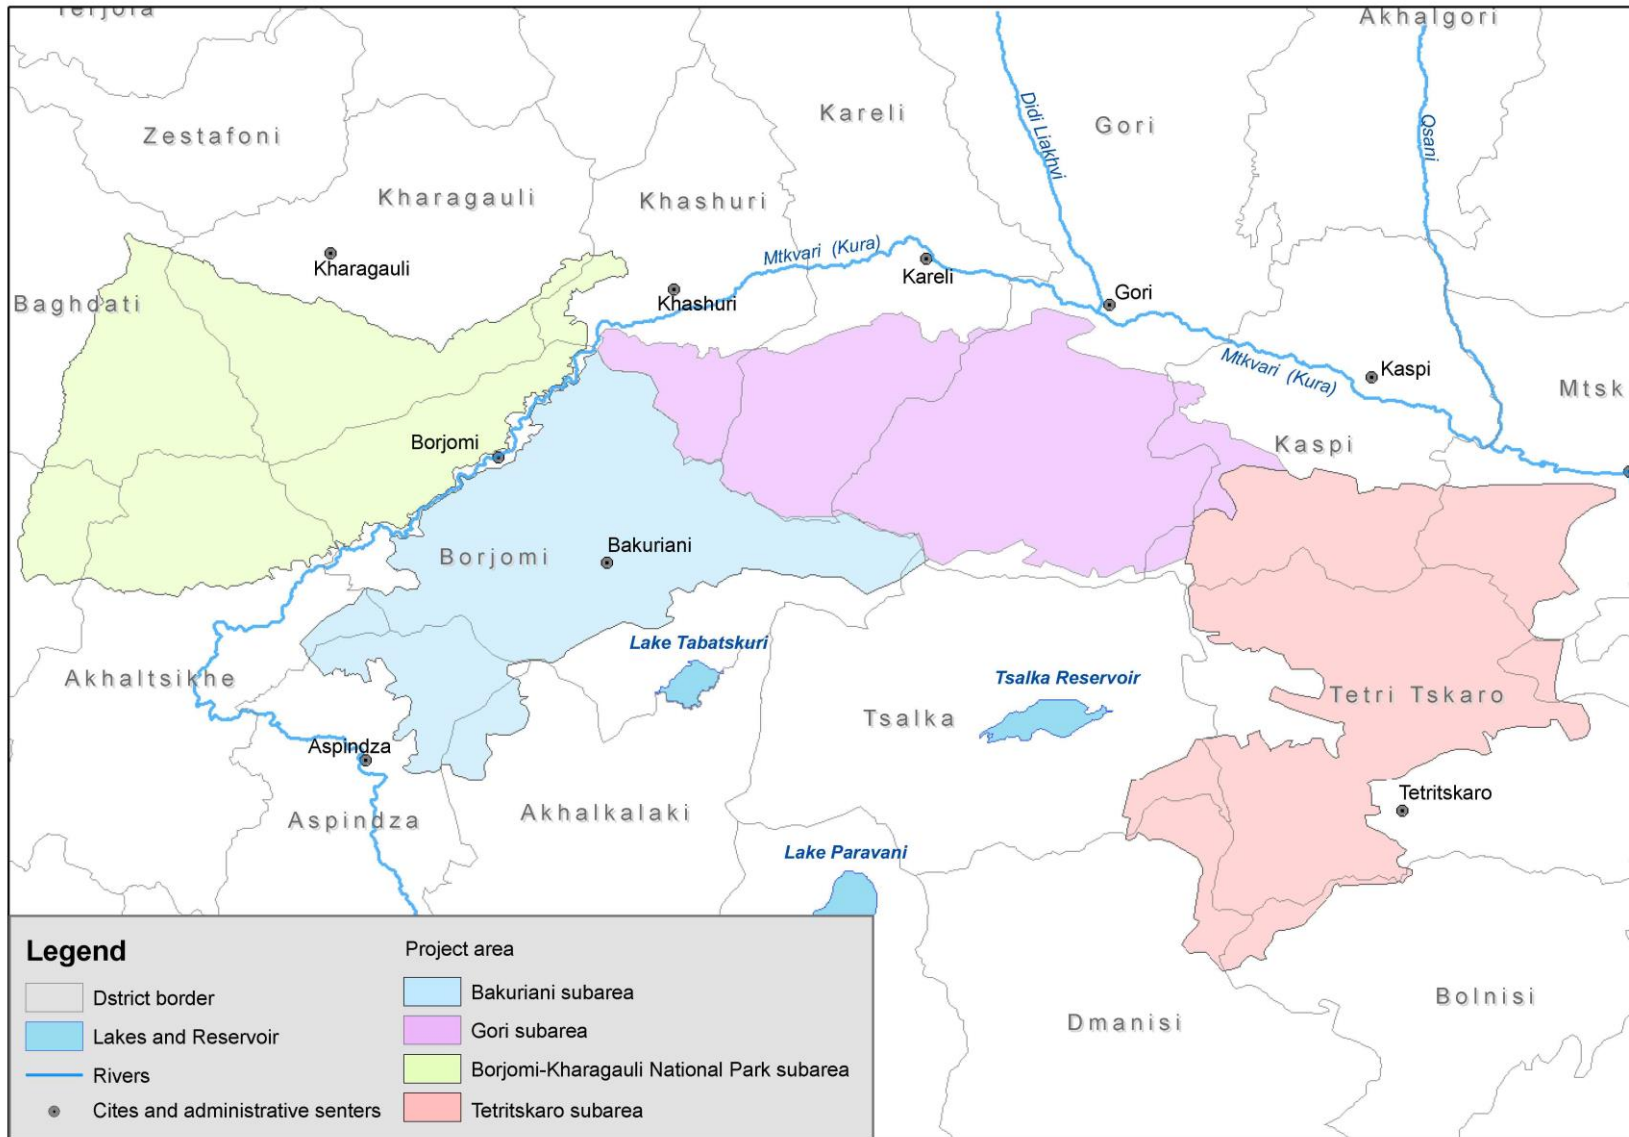 Terjola
Akhalgori
Kareli
Gori
Didi Liakhvi
Qsani
Zestafoni
Kharagauli
Khashuri
Mtkvari (Kura)
Kharagauli
Kareli
Baghdati
Khashuri
Gori
Mtkvari (Kura)
Kaspi
Mtsk
Borjomi
Kaspi
Borjomi
Bakuriani
Lake Tabatskuri
Akhaltsikhe
Tsalka Reservoir
Tetri Tskaro
Tsalka
Aspindza
Tetritskaro
Akhalkalaki
Aspindza
Lake Paravani
Bolnisi
Dmanisi
Legend
Dstrict border
Lakes and Reservoir
Rivers
Cites and administrative senters
Project area
Bakuriani subarea
Gori subarea
Borjomi-Kharagauli National Park subarea
Tetritskaro subarea